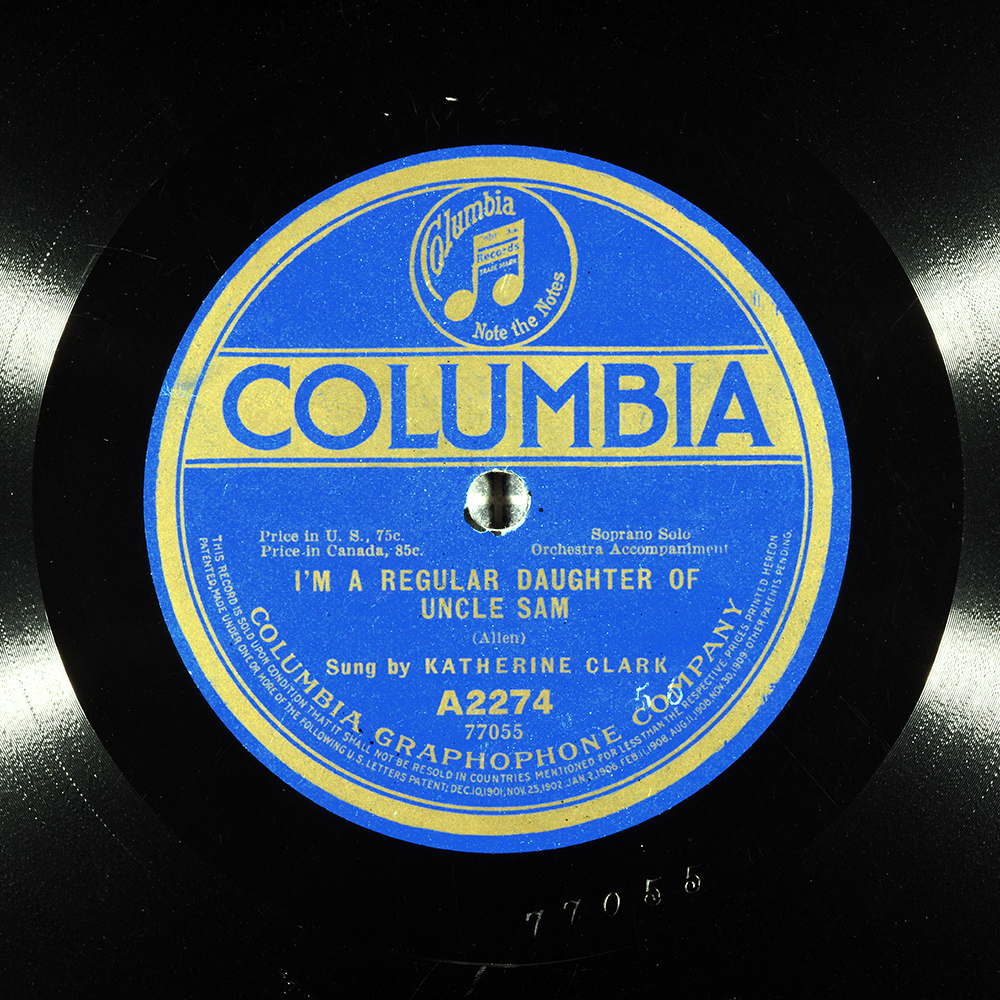 Columbia
Records
TRADE MARK
Note the Notes
COLUMBIA
Price in U. S., 75c.
Price in Canada, 85c.
Soprano Solo
Orchestra Accompaniment
I'M A REGULAR DAUGHTER OF
UNCLE SAM
(Allen)
Sung by KATHERINE CLARK
A2274
77055
COLUMBIA GRAPHOPHONE COMPANY
THIS RECORD IS SOLD UPON CONDITION THAT IT SHALL NOT BE RESOLD IN COUNTRIES MENTIONED FOR LESS THAN THE RESPECTIVE PRICES PRINTED HEREON
PATENTED, MADE UNDER ONE OR MORE OF THE FOLLOWING U.S. LETTERS PATENT; DEC.10,1901, NOV.25,1902, JAN.2,1906, FEB.11,1908, AUG.11,1908, NOV.30,1909. OTHER PATENTS PENDING.
77055